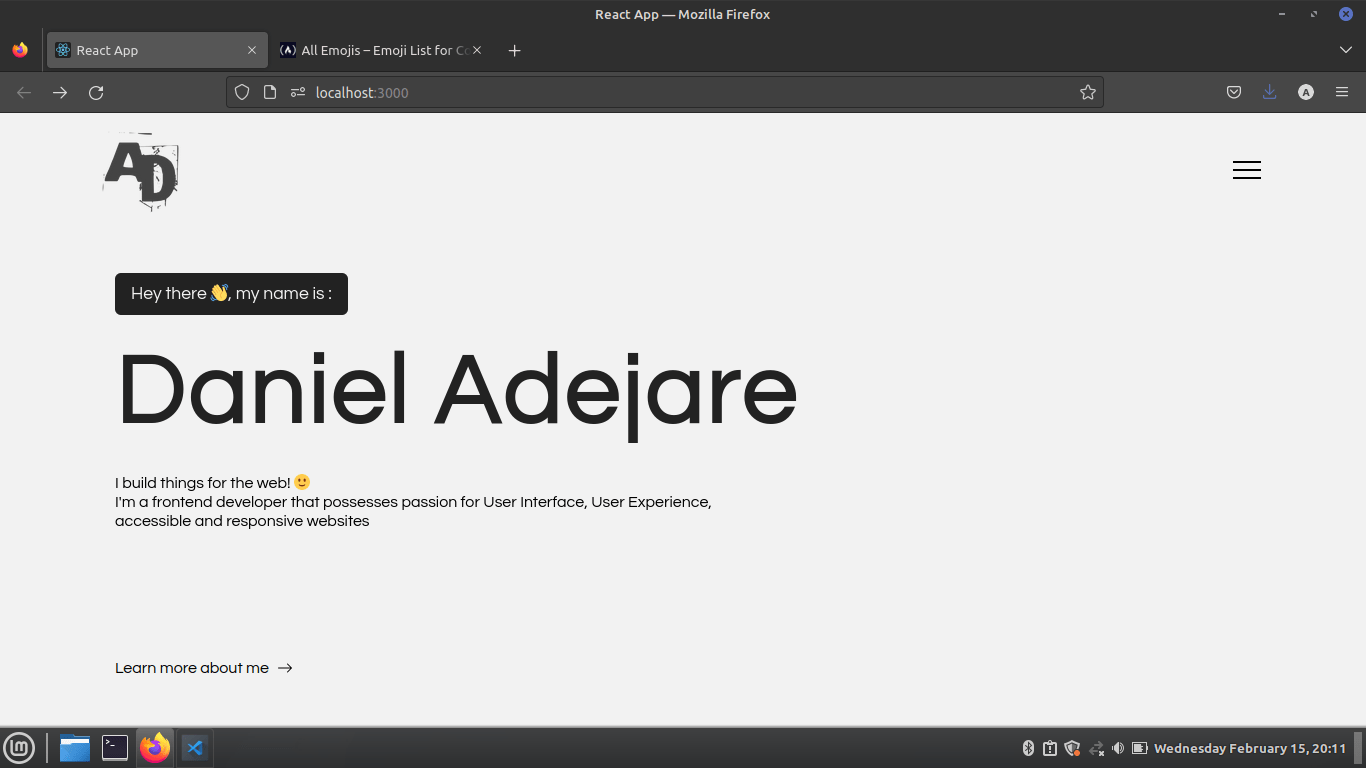 React App — Mozilla Firefox
React App
All Emojis – Emoji List for Co
localhost:3000
A
AD
Hey there 👋, my name is :
Daniel Adejare
I build things for the web! 🙂
I'm a frontend developer that possesses passion for User Interface, User Experience,
accessible and responsive websites
Learn more about me →
Wednesday February 15, 20:11